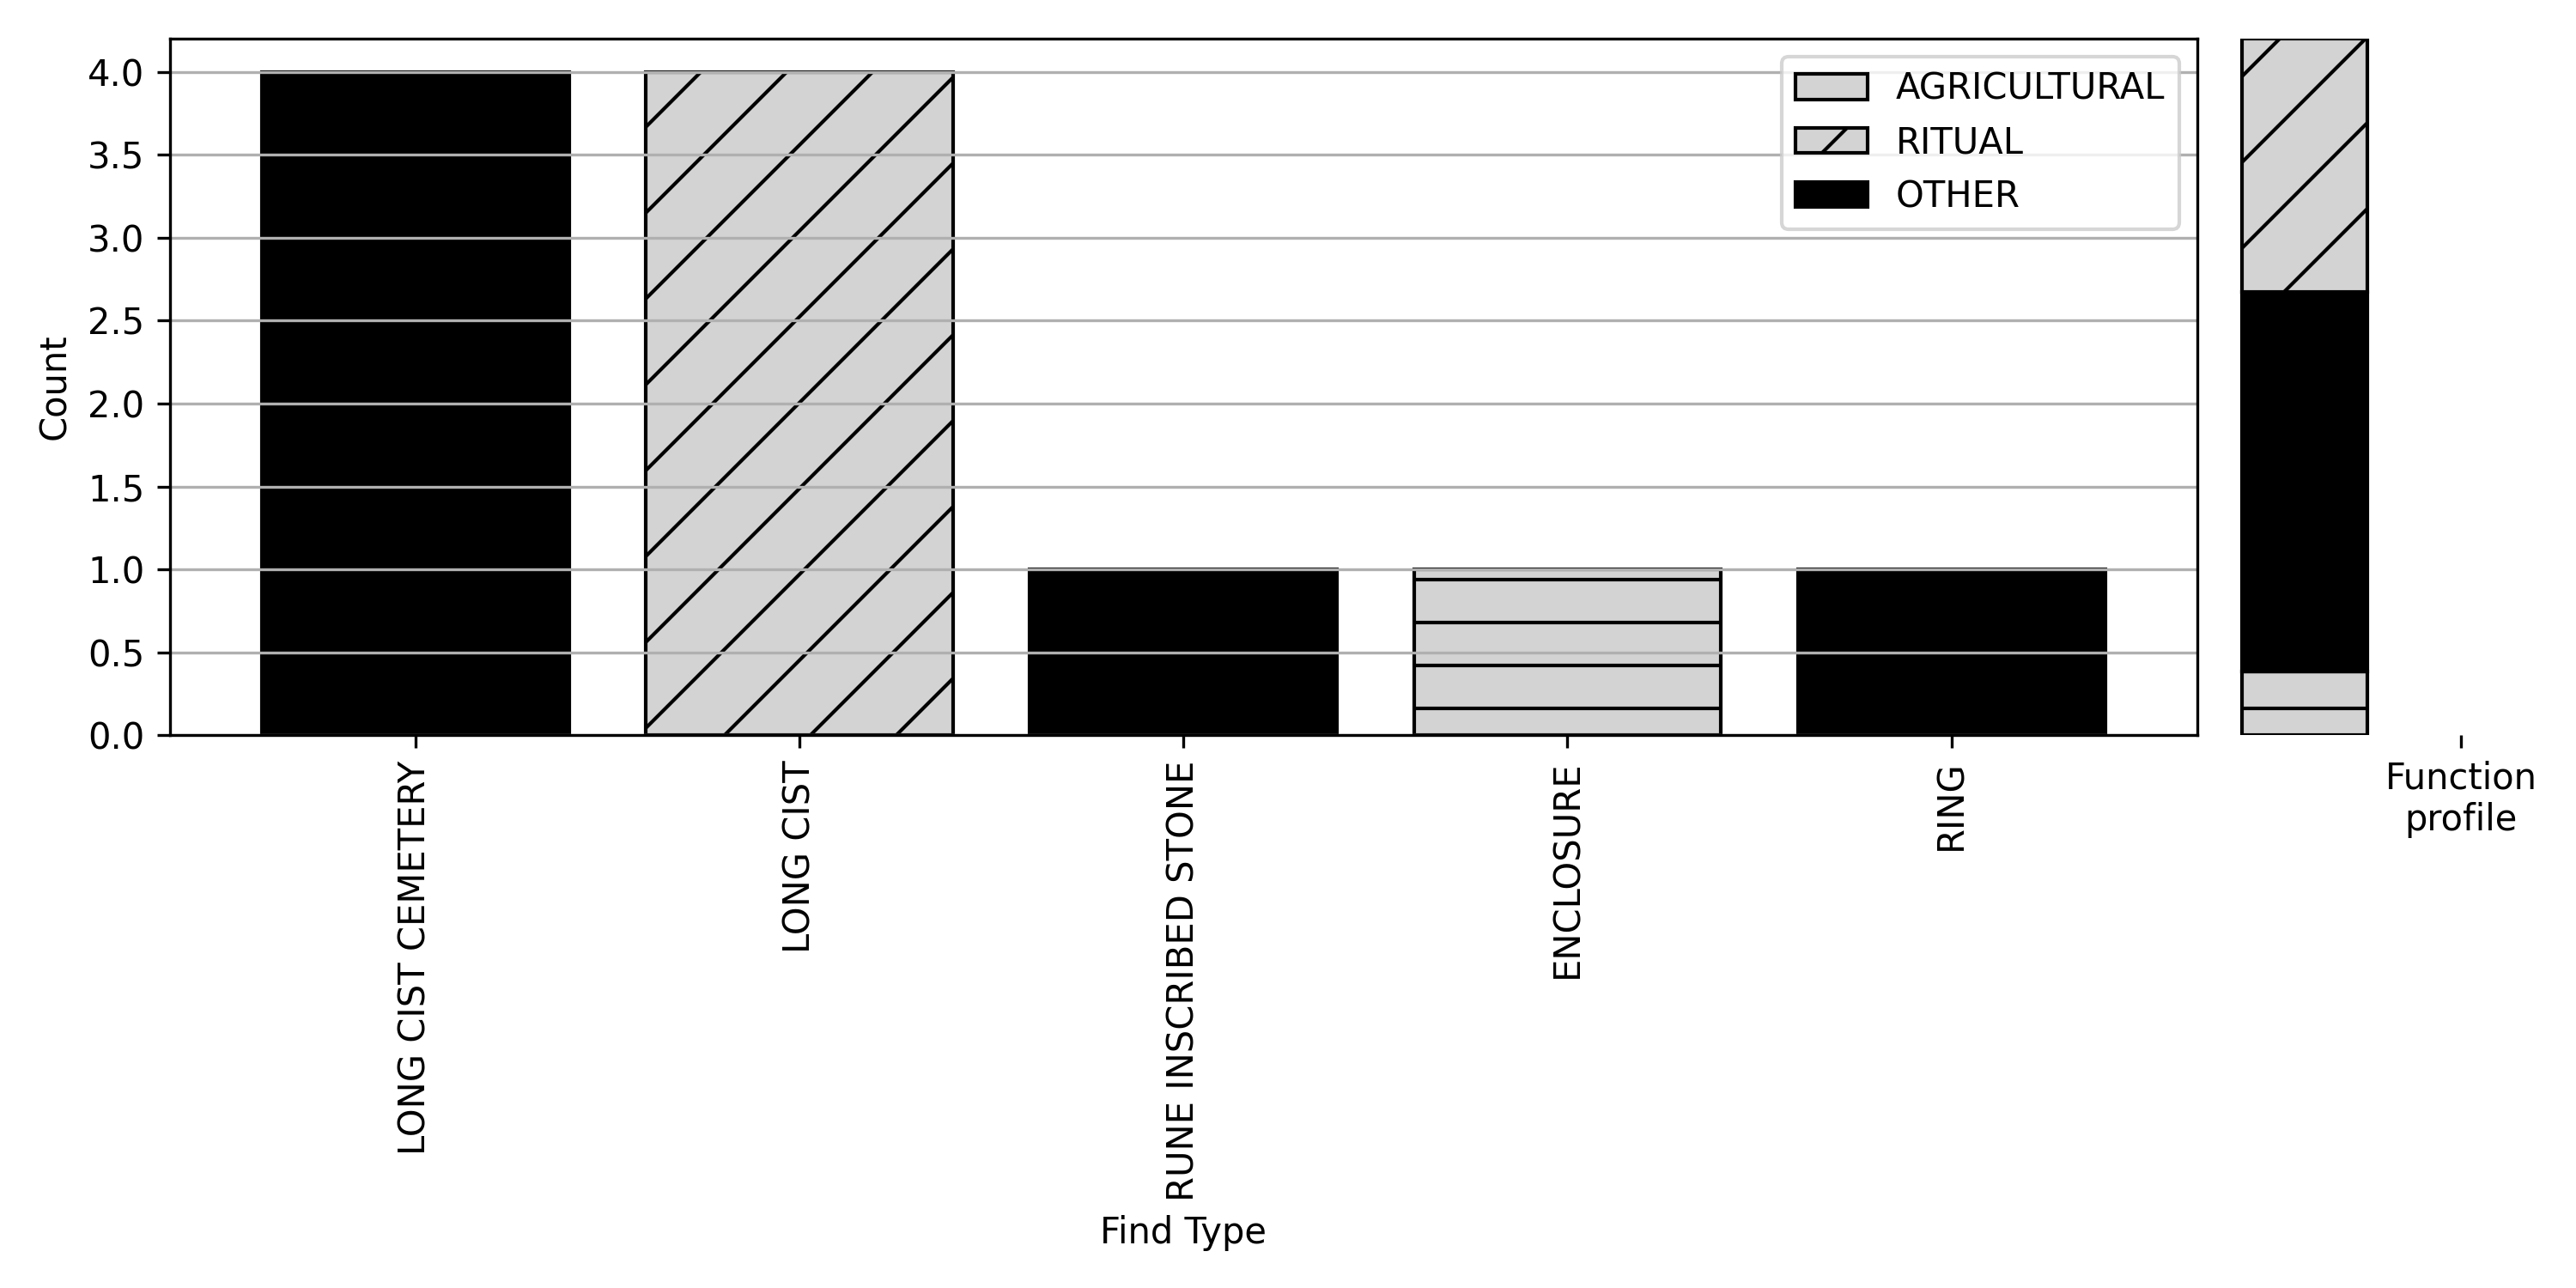 4.0
3.5
3.0
2.5
2.0
1.5
1.0
0.5
0.0
Count
AGRICULTURAL
RITUAL
OTHER
LONG CIST CEMETERY
LONG CIST
RUNE INSCRIBED STONE
ENCLOSURE
RING
Function
profile
Find Type